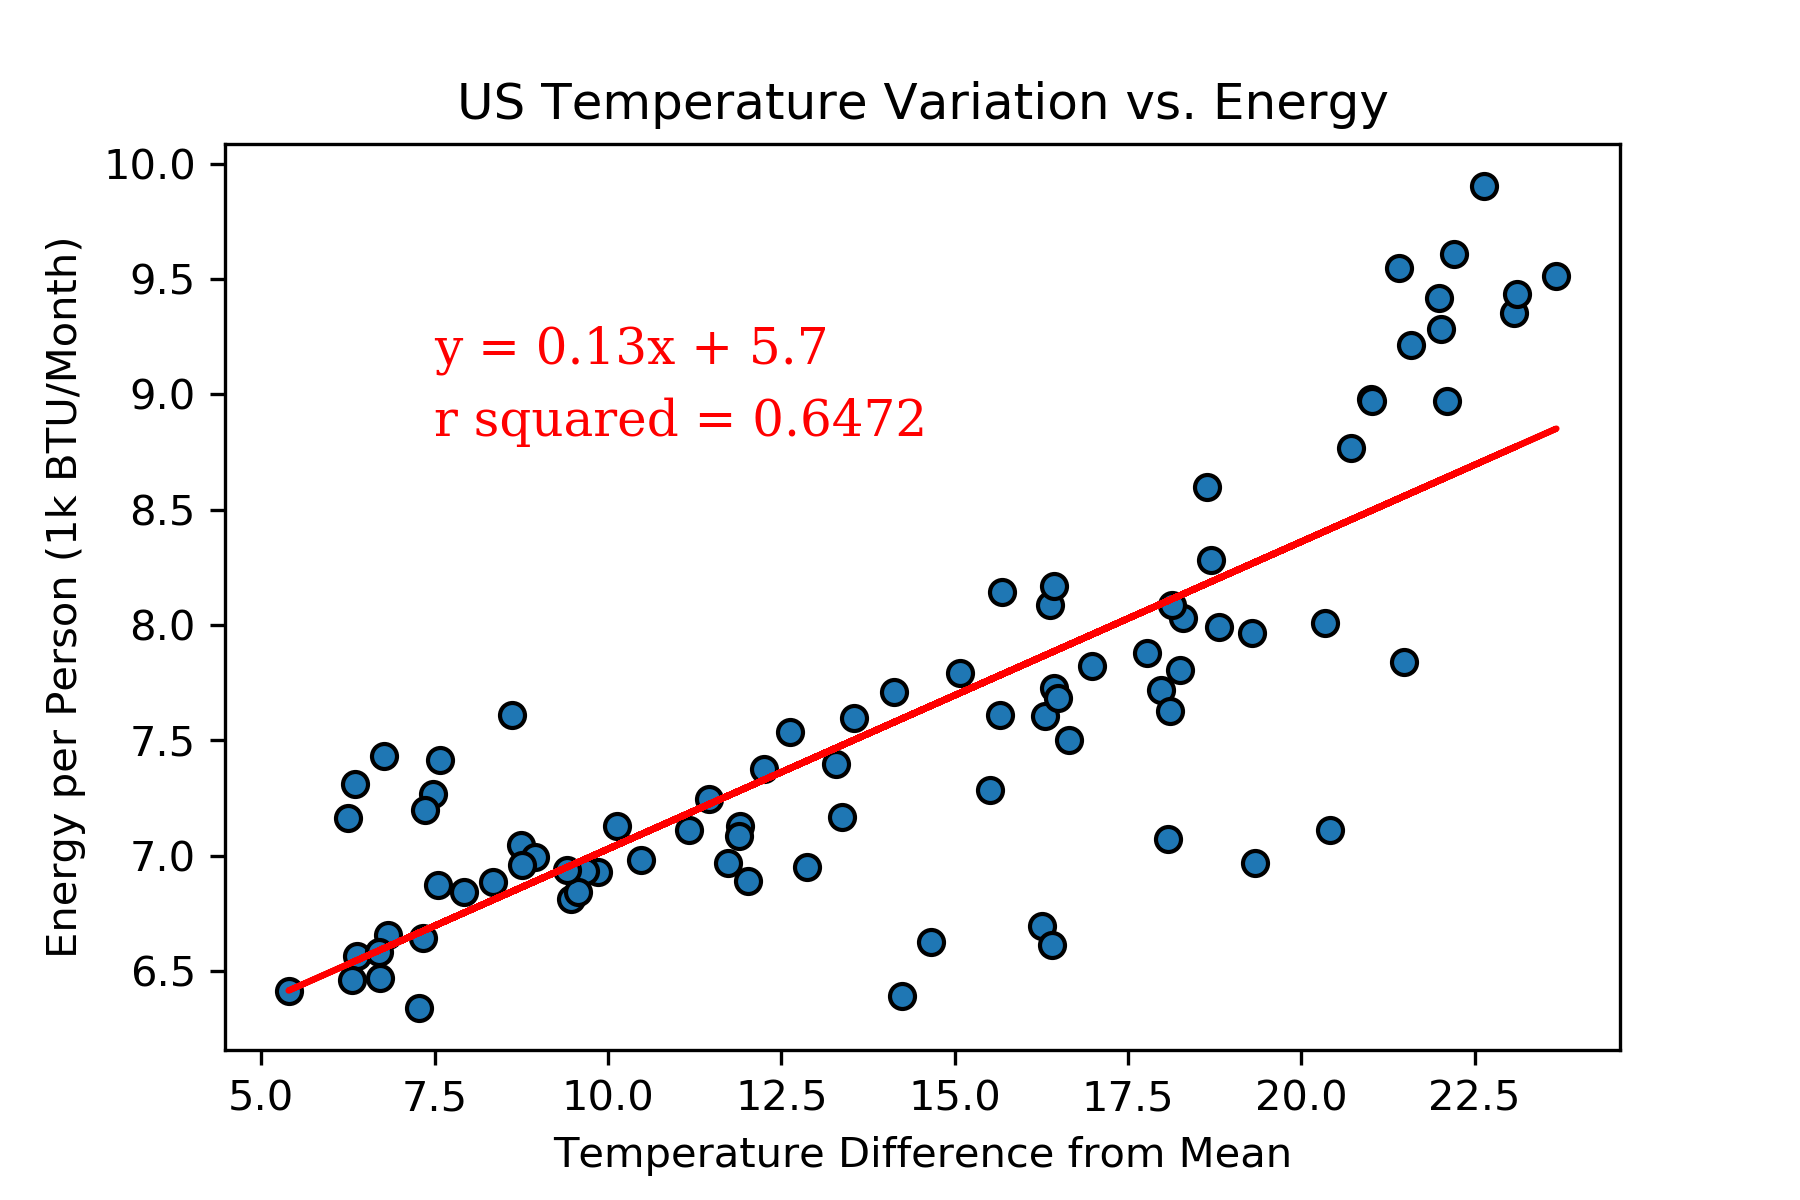 US Temperature Variation vs. Energy
10.0
9.5
9.0
8.5
8.0
7.5
7.0
6.5
Energy per Person (1k BTU/Month)
y = 0.13x + 5.7
r squared = 0.6472
5.0 7.5 10.0 12.5 15.0 17.5 20.0 22.5
Temperature Difference from Mean